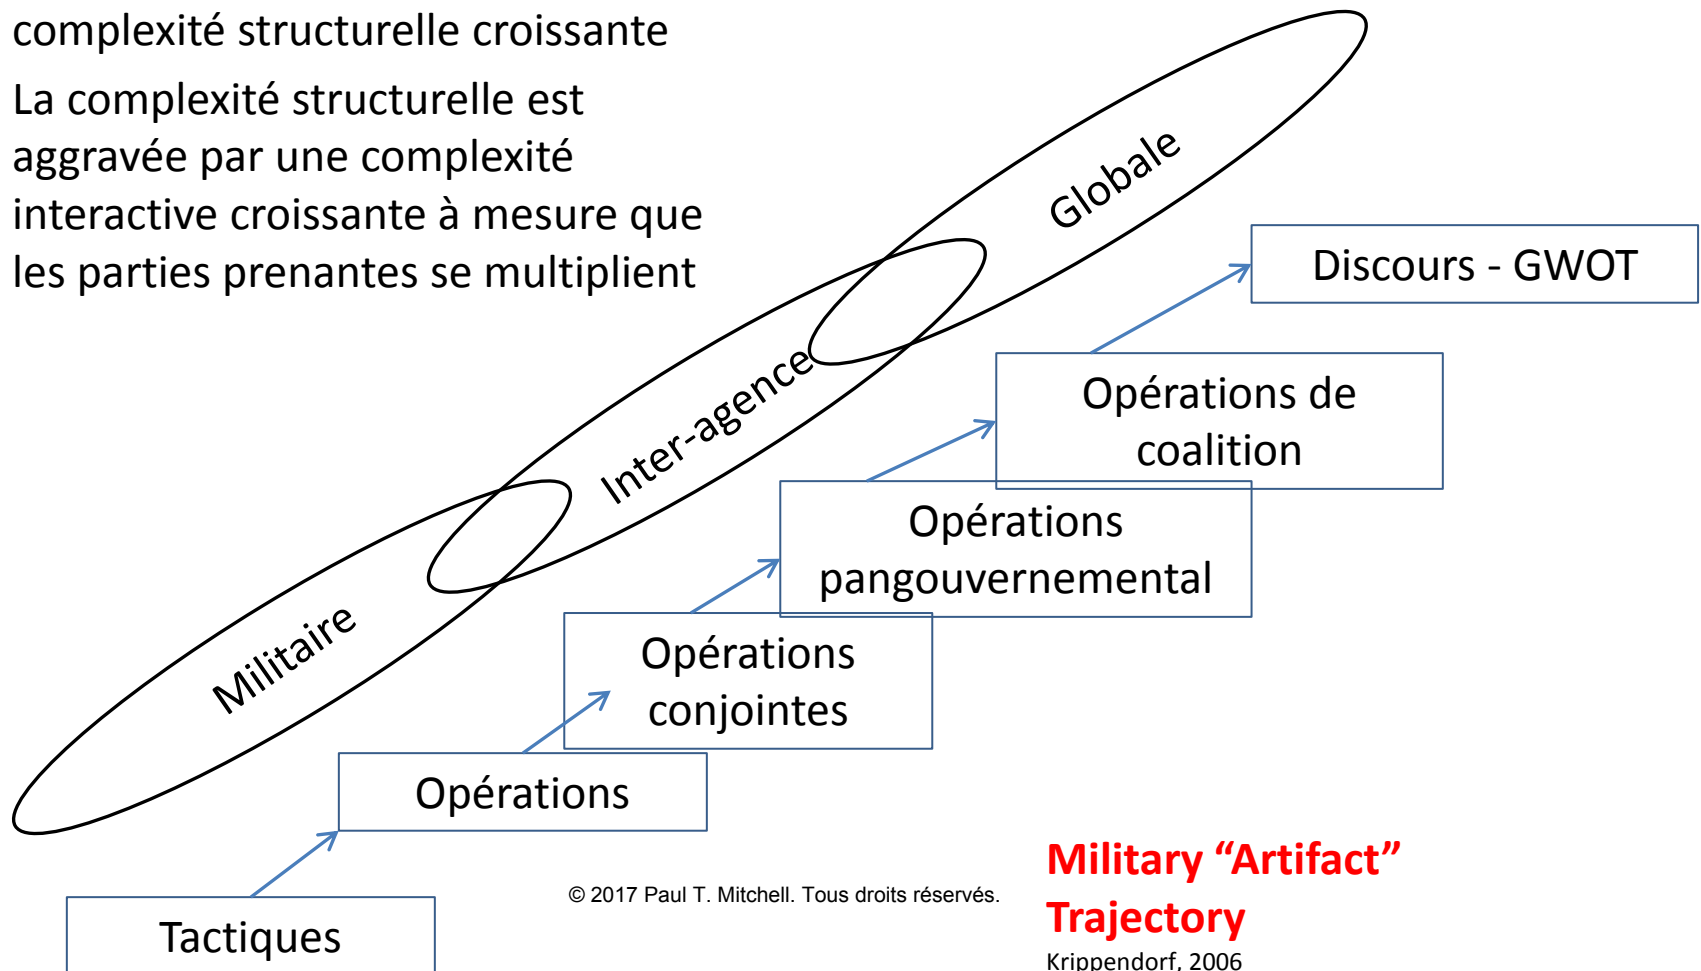 complexité structurelle croissante
La complexité structurelle est
aggravée par une complexité
interactive croissante à mesure que
les parties prenantes se multiplient
Globale
Inter-agence
Militaire
Discours - GWOT
Opérations de
coalition
Opérations
pangouvernemental
Opérations
conjointes
Opérations
Tactiques
© 2017 Paul T. Mitchell. Tous droits réservés.
Military “Artifact”
Trajectory
Krippendorf, 2006